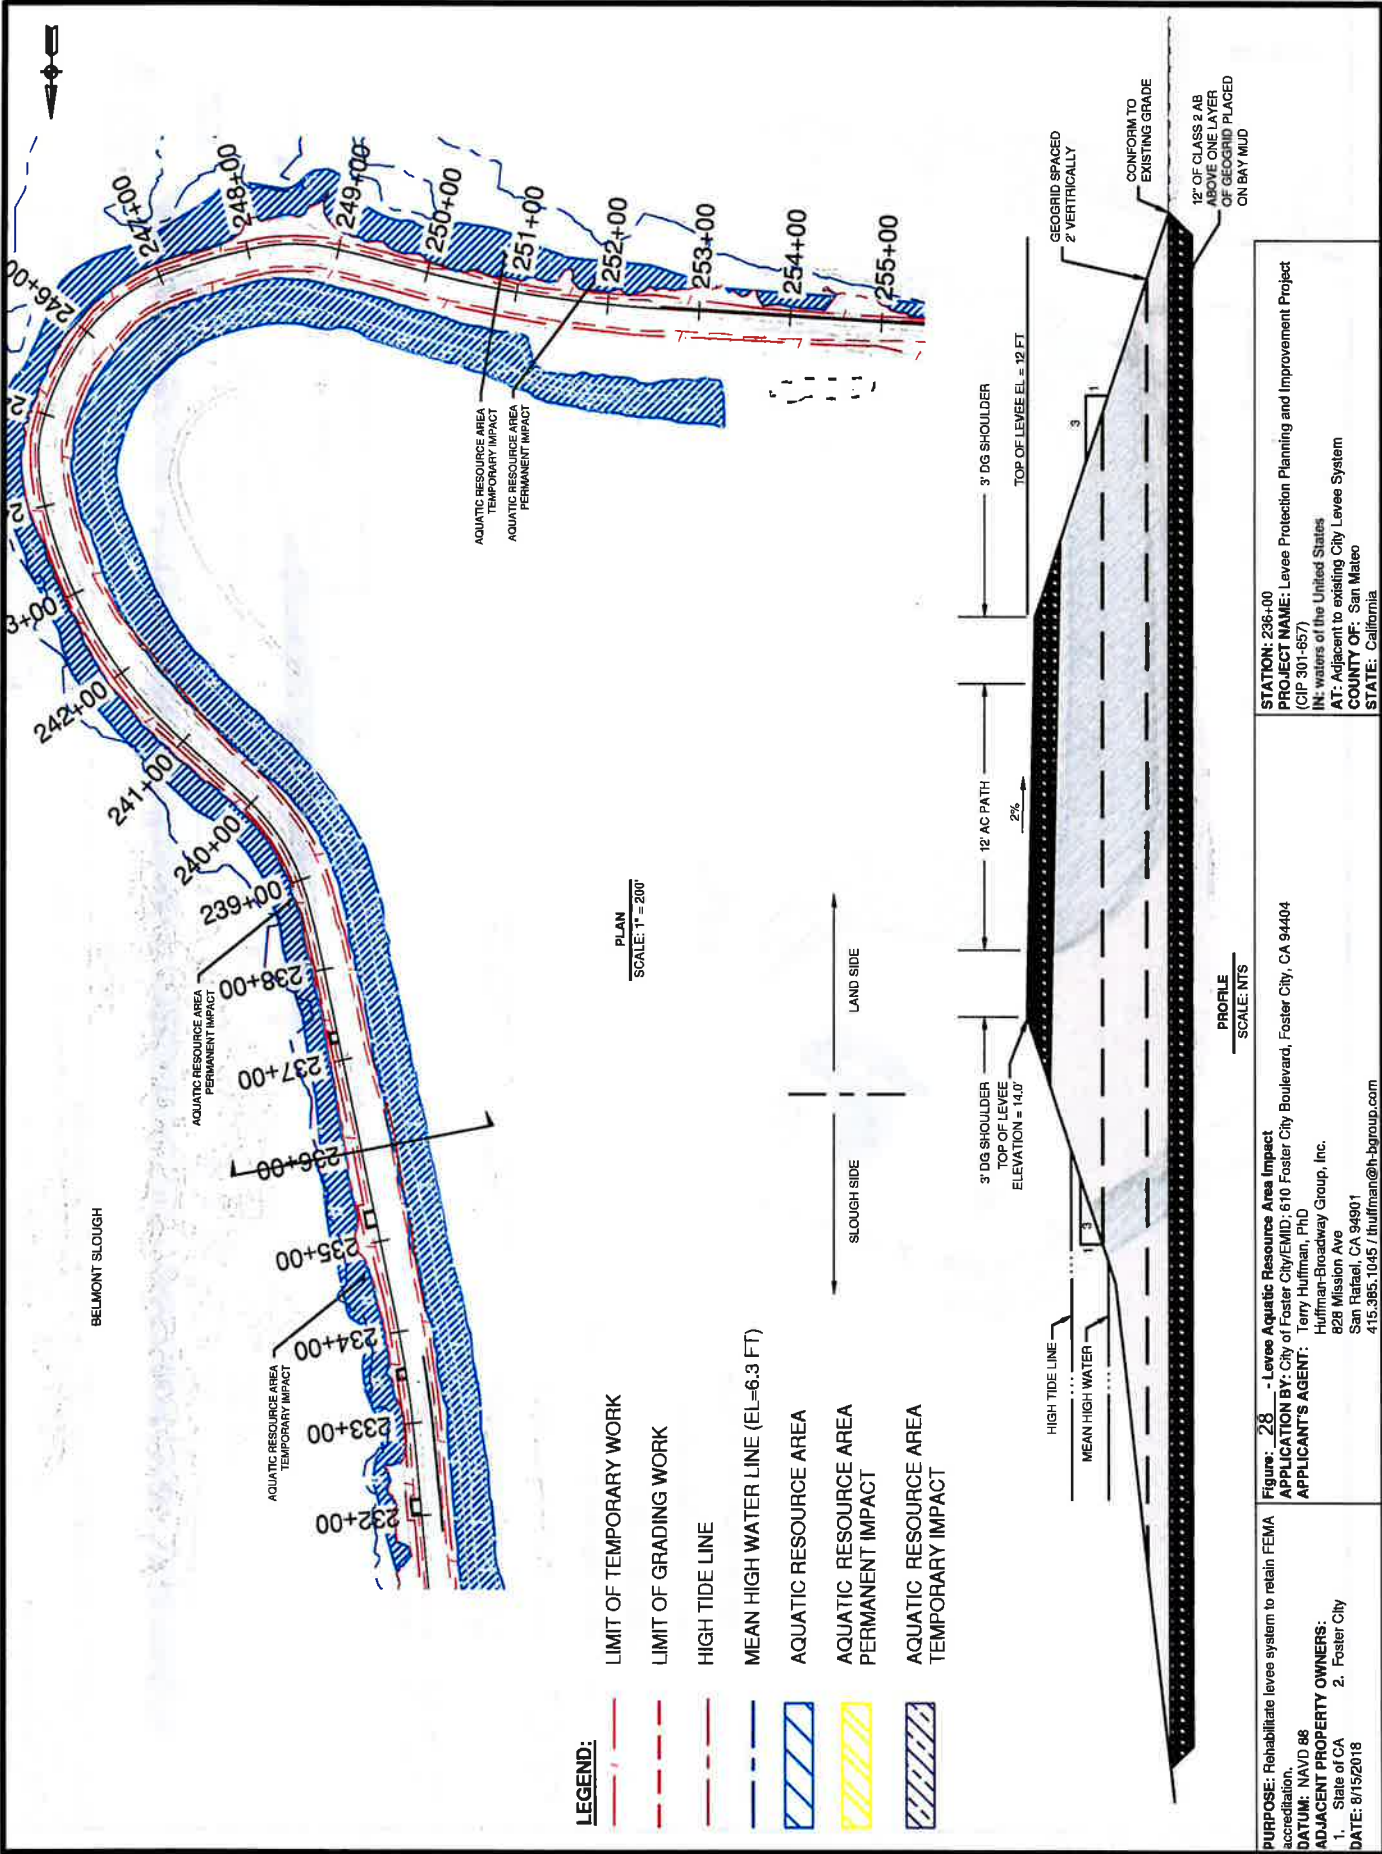 BELMONT SLOUGH
AQUATIC RESOURCE AREA
TEMPORARY IMPACT
AQUATIC RESOURCE AREA
PERMANENT IMPACT
AQUATIC RESOURCE AREA
TEMPORARY IMPACT
AQUATIC RESOURCE AREA
PERMANENT IMPACT
232+00
233+00
234+00
235+00
236+00
237+00
238+00
239+00
240+00
241+00
242+00
3+00
2
2
246+00
247+00
248+00
249+00
250+00
251+00
252+00
253+00
254+00
255+00
PLAN
SCALE: 1" = 200'
LEGEND:
LIMIT OF TEMPORARY WORK
LIMIT OF GRADING WORK
HIGH TIDE LINE
MEAN HIGH WATER LINE (EL=6.3 FT)
AQUATIC RESOURCE AREA
AQUATIC RESOURCE AREA
PERMANENT IMPACT
AQUATIC RESOURCE AREA
TEMPORARY IMPACT
SLOUGH SIDE
LAND SIDE
3' DG SHOULDER
12' AC PATH
3' DG SHOULDER
TOP OF LEVEE
ELEVATION = 14.0'
2%
TOP OF LEVEE EL = 12 FT
HIGH TIDE LINE
MEAN HIGH WATER
1
3
3
1
GEOGRID SPACED
2' VERTICALLY
CONFORM TO
EXISTING GRADE
12" OF CLASS 2 AB
ABOVE ONE LAYER
OF GEOGRID PLACED
ON BAY MUD
PROFILE
SCALE: NTS
PURPOSE: Rehabilitate levee system to retain FEMA
accreditation.
DATUM: NAVD 88
ADJACENT PROPERTY OWNERS:
1. State of CA 2. Foster City
DATE: 8/15/2018
Figure: 28 - Levee Aquatic Resource Area Impact
APPLICATION BY: City of Foster City/EMID; 610 Foster City Boulevard, Foster City, CA 94404
APPLICANT'S AGENT: Terry Huffman, PhD
Huffman-Broadway Group, Inc.
828 Mission Ave
San Rafael, CA 94901
415.385.1045 / thuffman@h-bgroup.com
STATION: 236+00
PROJECT NAME: Levee Protection Planning and Improvement Project
(CIP 301-657)
IN: waters of the United States
AT: Adjacent to existing City Levee System
COUNTY OF: San Mateo
STATE: California